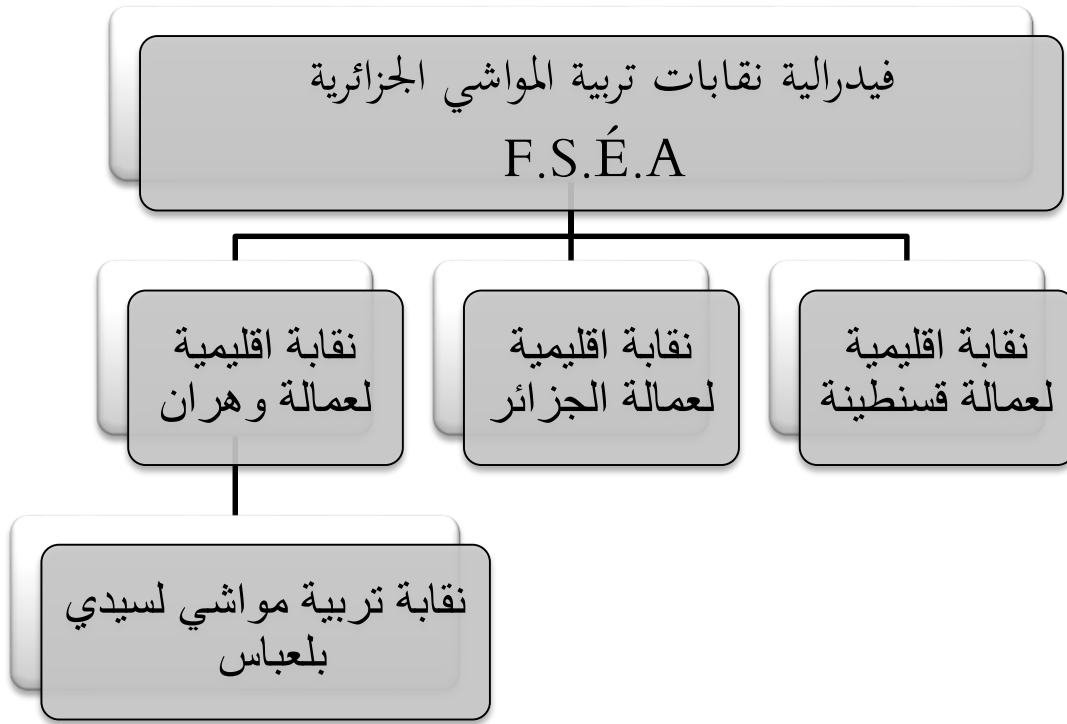 فيدرالية نقابات تربية المواشي الجزائرية
F.S.É.A
نقابة اقليمية
لعمالة قسنطينة
نقابة اقليمية
لعمالة الجزائر
نقابة اقليمية
لعمالة وهران
نقابة تربية مواشي لسيدي
بلعباس